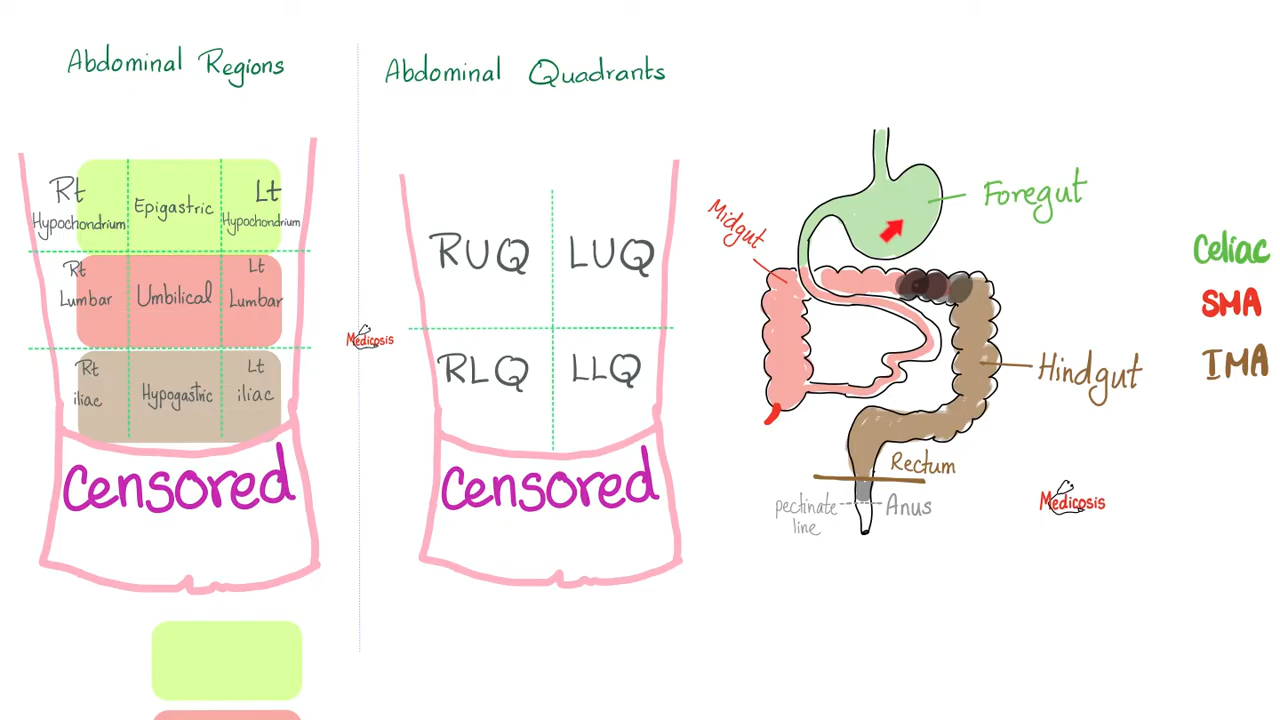 Abdominal Regions
Rt
Hypochondrium
Epigastric
Lt
Hypochondrium
Rt
Lumbar
Umbilical
Lt
Lumbar
Rt
iliac
Hypogastric
Lt
iliac
Censored
Medicosis
Abdominal Quadrants
RUQ
LUQ
RLQ
LLQ
Censored
Midgut
Foregut
Celiac
SMA
IMA
Hindgut
Rectum
pectinate
line
Anus
Medicosis